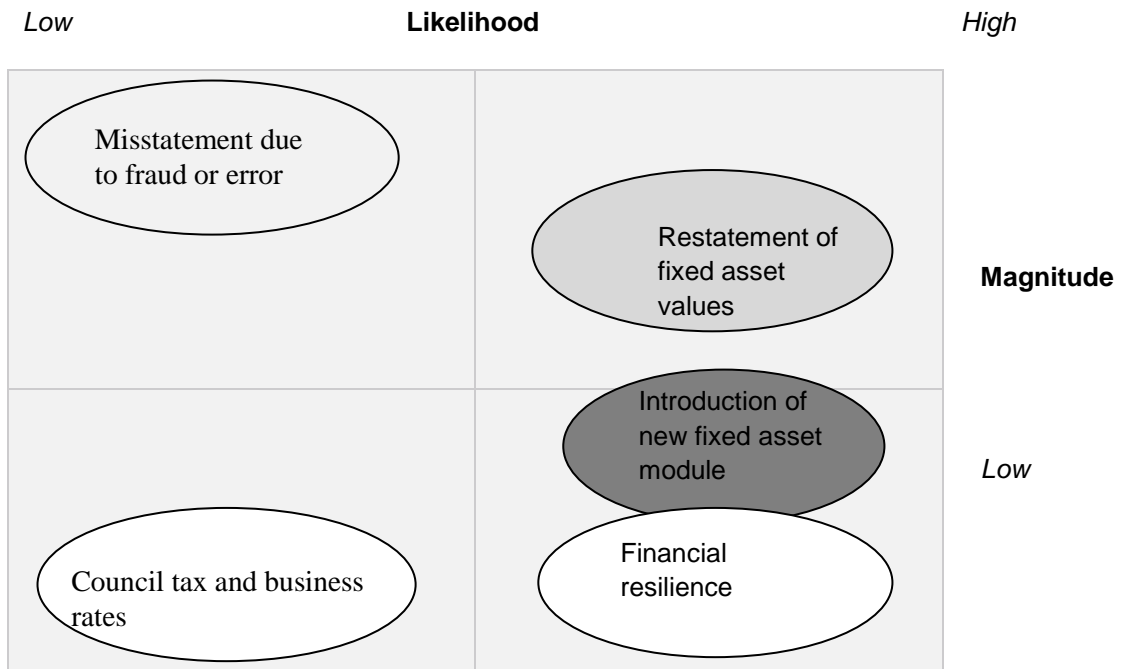 Low Likelihood High
Misstatement due
to fraud or error
Restatement of
fixed asset
values
Magnitude
Introduction of
new fixed asset
module
Low
Financial
resilience
Council tax and business
rates